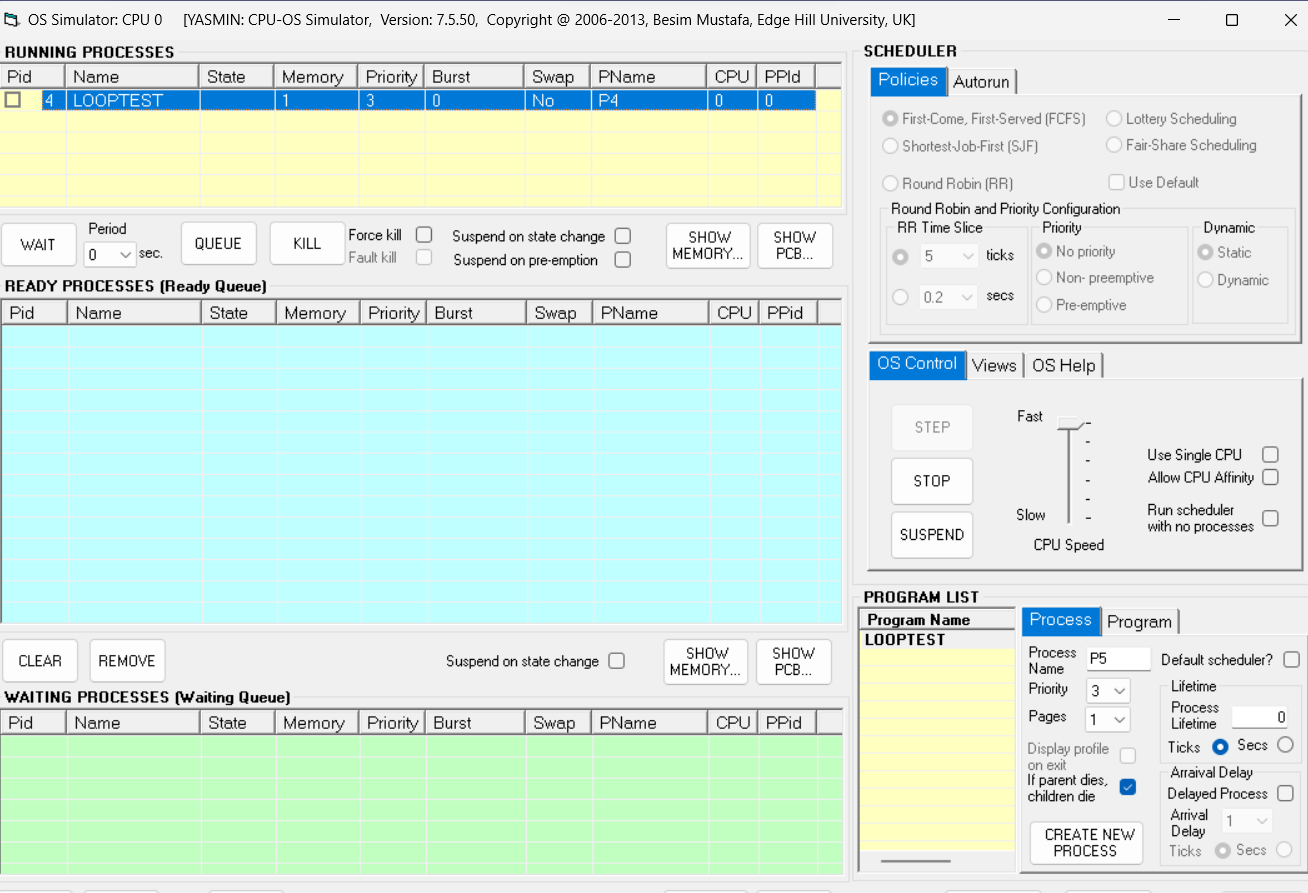 OS Simulator: CPU 0 [YASMIN: CPU-OS Simulator, Version: 7.5.50, Copyright @ 2006-2013, Besim Mustafa, Edge Hill University, UK]
RUNNING PROCESSES
Pid Name State Memory Priority Burst Swap PName CPU PPId
4 LOOPTEST 1 3 0 No P4 0 0
WAIT
Period
0 sec.
QUEUE
KILL
Force kill
Fault kill
Suspend on state change
Suspend on pre-emption
SHOW
MEMORY...
SHOW
PCB...
READY PROCESSES (Ready Queue)
Pid Name State Memory Priority Burst Swap PName CPU PPid
CLEAR
REMOVE
Suspend on state change
SHOW
MEMORY...
SHOW
PCB...
WAITING PROCESSES (Waiting Queue)
Pid Name State Memory Priority Burst Swap PName CPU PPid
SCHEDULER
Policies Autorun
First-Come, First-Served (FCFS)
Lottery Scheduling
Shortest-Job-First (SJF)
Fair-Share Scheduling
Round Robin (RR)
Use Default
Round Robin and Priority Configuration
RR Time Slice
5 ticks
0.2 secs
Priority
No priority
Non- preemptive
Pre-emptive
Dynamic
Static
Dynamic
OS Control Views OS Help
STEP
STOP
SUSPEND
Fast
Slow
CPU Speed
Use Single CPU
Allow CPU Affinity
Run scheduler
with no processes
PROGRAM LIST
Program Name
LOOPTEST
Process Program
Process
Name P5
Default scheduler?
Priority 3
Pages 1
Lifetime
Process
Lifetime 0
Ticks Secs
Display profile
on exit
If parent dies,
children die
Arraival Delay
Delayed Process
Arrival
Delay 1
Ticks Secs
CREATE NEW
PROCESS